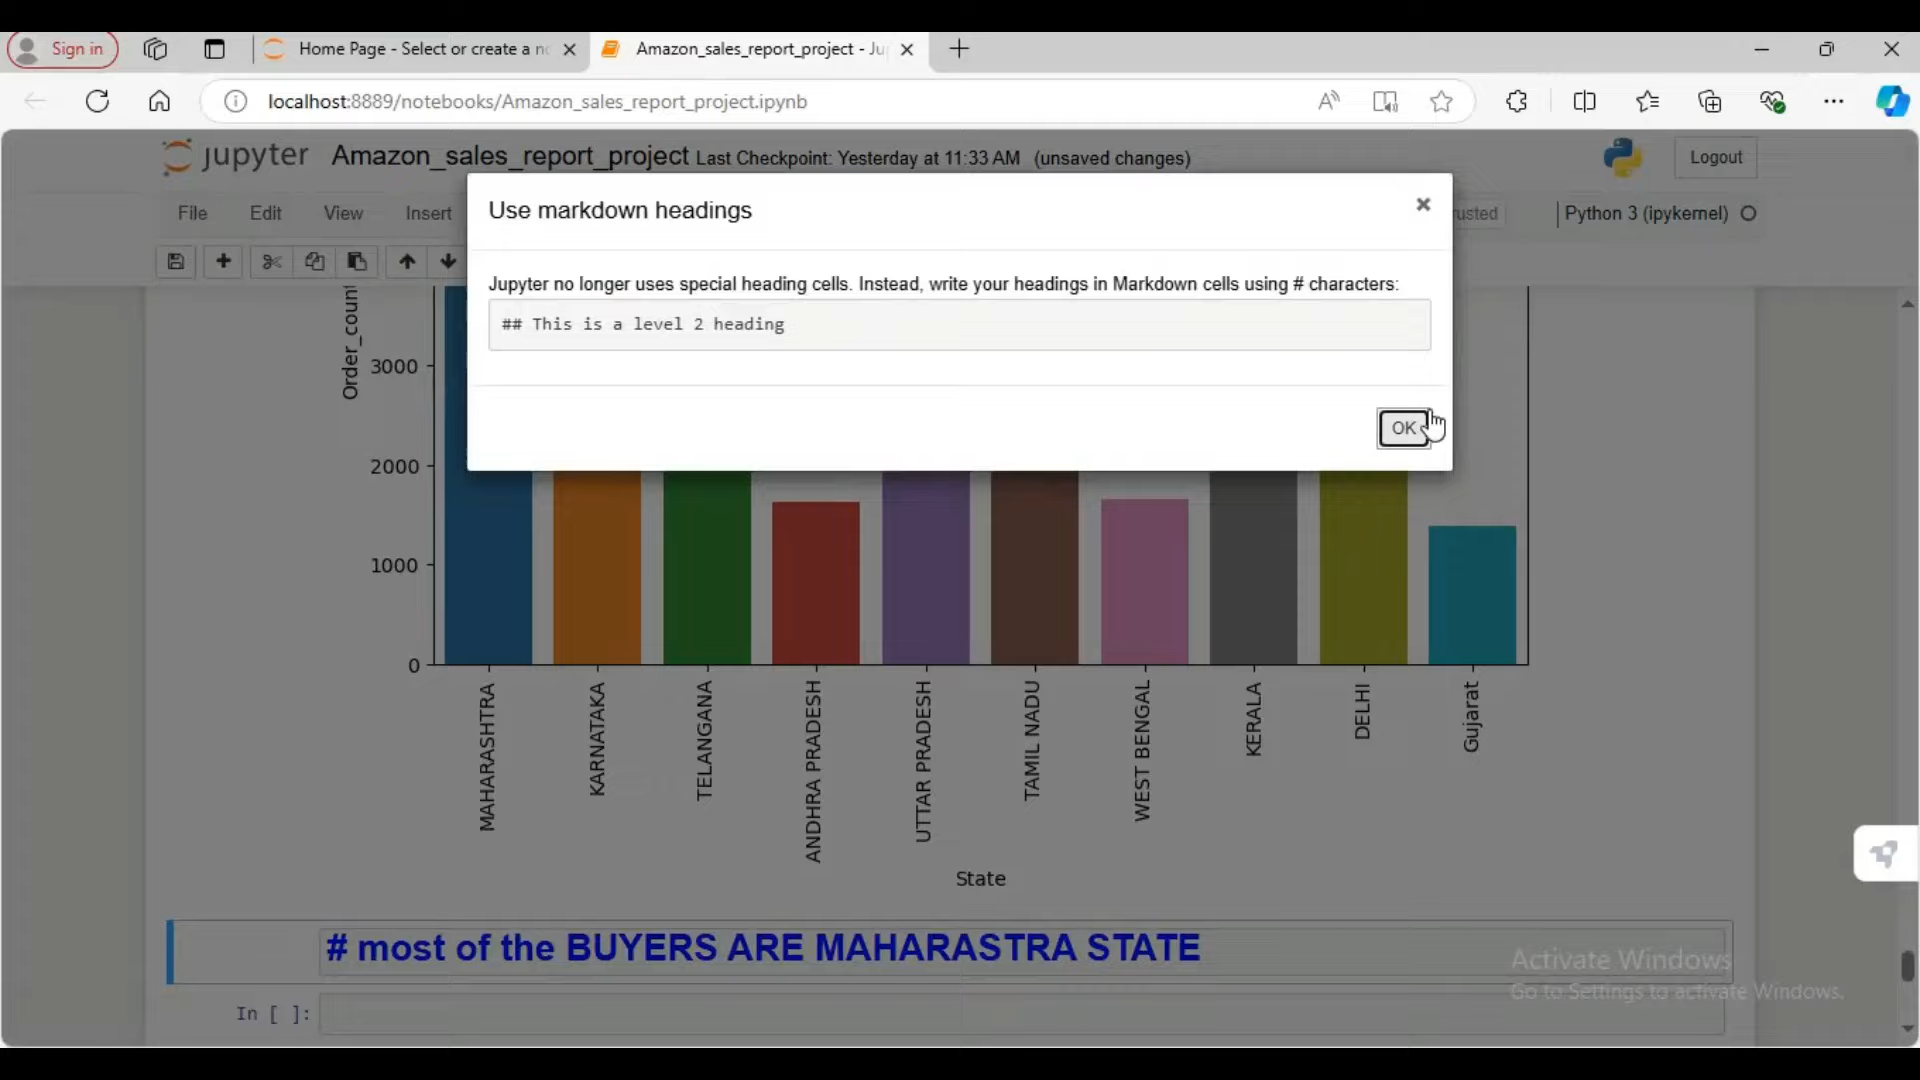 Sign in
Home Page - Select or create a no
Amazon_sales_report_project - Ju
localhost:8889/notebooks/Amazon_sales_report_project.ipynb
jupyter Amazon_sales_report_project Last Checkpoint: Yesterday at 11:33 AM (unsaved changes)
Logout
File Edit View Insert
rusted
Python 3 (ipykernel)
Use markdown headings
Jupyter no longer uses special heading cells. Instead, write your headings in Markdown cells using # characters:
## This is a level 2 heading
OK
Order_count
3000
2000
1000
0
MAHARASHTRA
KARNATAKA
TELANGANA
ANDHRA PRADESH
UTTAR PRADESH
TAMIL NADU
WEST BENGAL
KERALA
DELHI
Gujarat
State
# most of the BUYERS ARE MAHARASTRA STATE
Activate Windows
Go to Settings to activate Windows.
In [ ]: